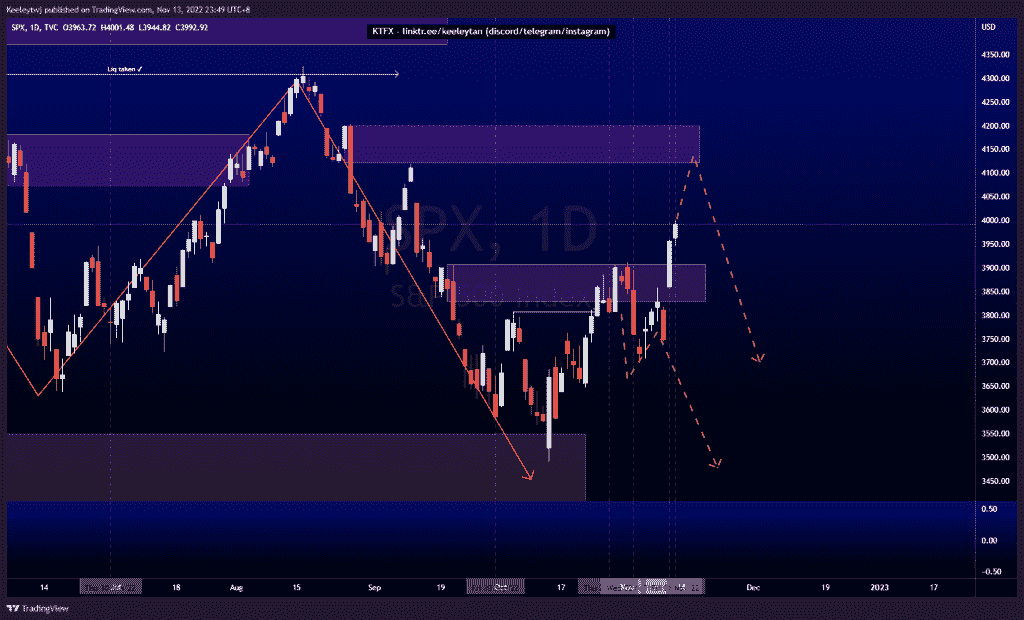 Keeleytwj published on TradingView.com, Nov 13, 2022 23:49 UTC+8
SPX, 1D, TVC O3963.72 H4001.48 L3944.82 C3992.92
KTFX - linktr.ee/keeleytan (discord/telegram/instagram)
USD
Liq taken ✓
4350.00
4300.00
4250.00
4200.00
4150.00
4100.00
4050.00
4000.00
3950.00
3900.00
3850.00
3800.00
3750.00
3700.00
3650.00
3600.00
3550.00
3500.00
3450.00
SPX, 1D
S&P 500 Index
0.50
0.00
-0.50
14 18 Aug 15 Sep 19 Oct 17 Nov 14 Dec 19 2023 17
TradingView